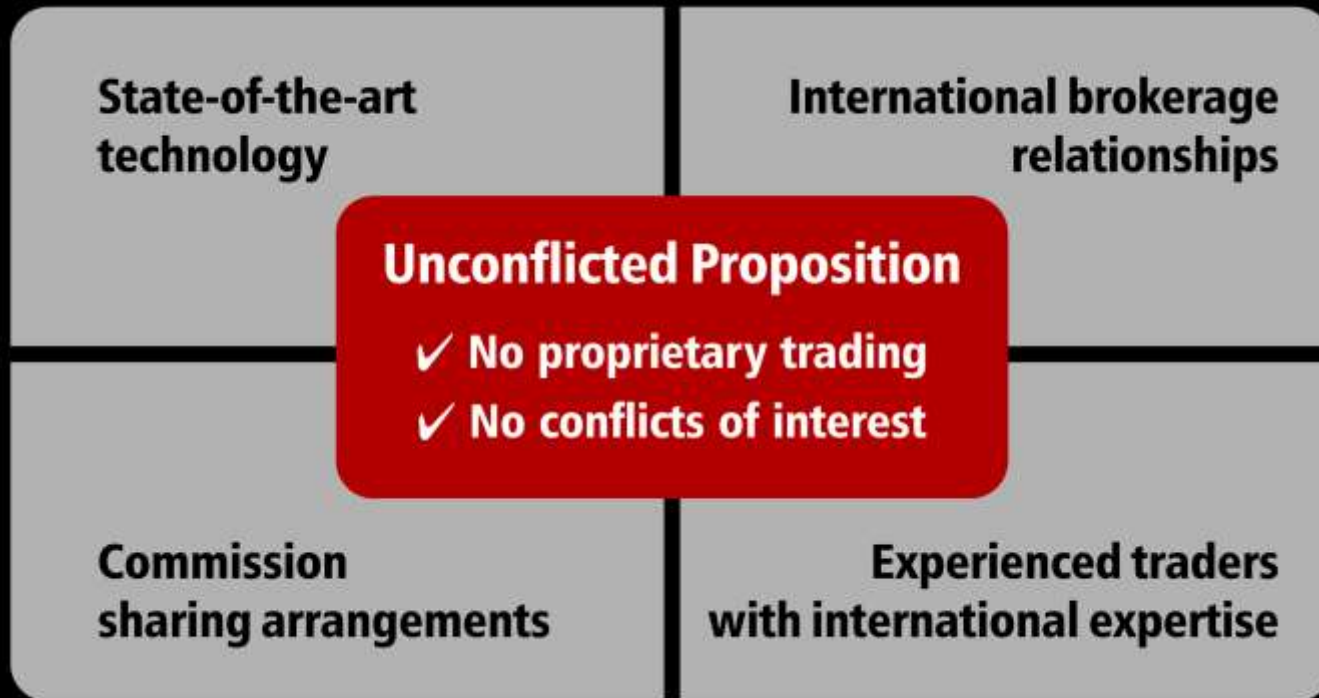 State-of-the-art
technology
International brokerage
relationships
Unconflicted Proposition
✓ No proprietary trading
✓ No conflicts of interest
Commission
sharing arrangements
Experienced traders
with international expertise